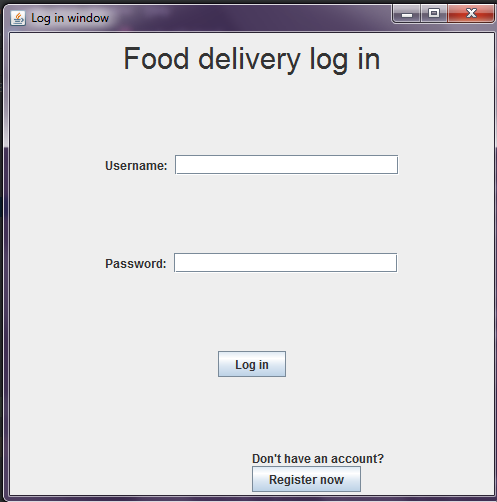 Log in window
Food delivery log in
Username:
Password:
Log in
Don't have an account?
Register now